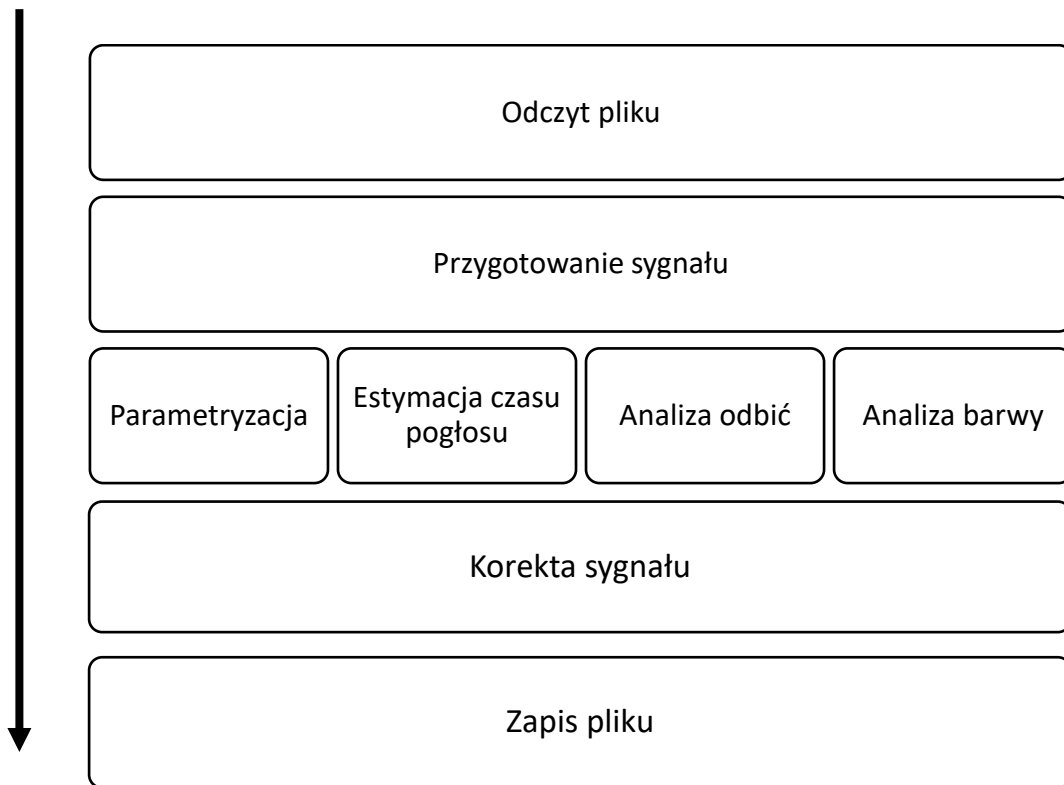 Odczyt pliku
Przygotowanie sygnału
Parametryzacja
Estymacja czasu
pogłosu
Analiza odbić
Analiza barwy
Korekta sygnału
Zapis pliku